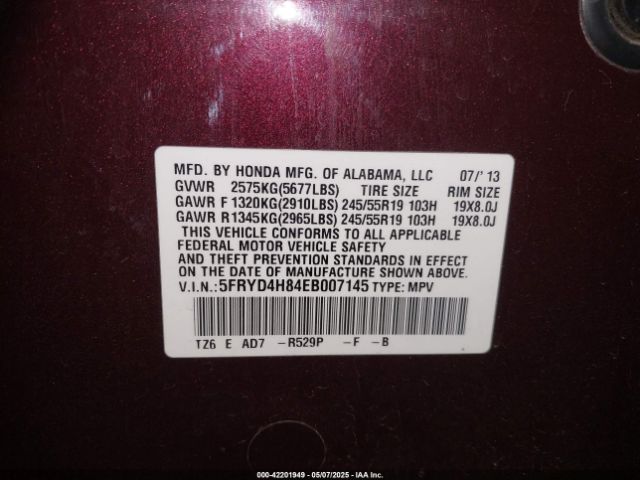 MFD. BY HONDA MFG. OF ALABAMA, LLC 07/'13
GVWR 2575KG(5677LBS) TIRE SIZE RIM SIZE
GAWR F 1320KG(2910LBS) 245/55R19 103H 19X8.0J
GAWR R 1345KG(2965LBS) 245/55R19 103H 19X8.0J
THIS VEHICLE CONFORMS TO ALL APPLICABLE
FEDERAL MOTOR VEHICLE SAFETY
AND THEFT PREVENTION STANDARDS IN EFFECT
ON THE DATE OF MANUFACTURE SHOWN ABOVE.
V.I.N.: 5FRYD4H84EB007145 TYPE: MPV
TZ6 E AD7 -R529P -F -B
000-42201949 - 05/07/2025 - IAA Inc.